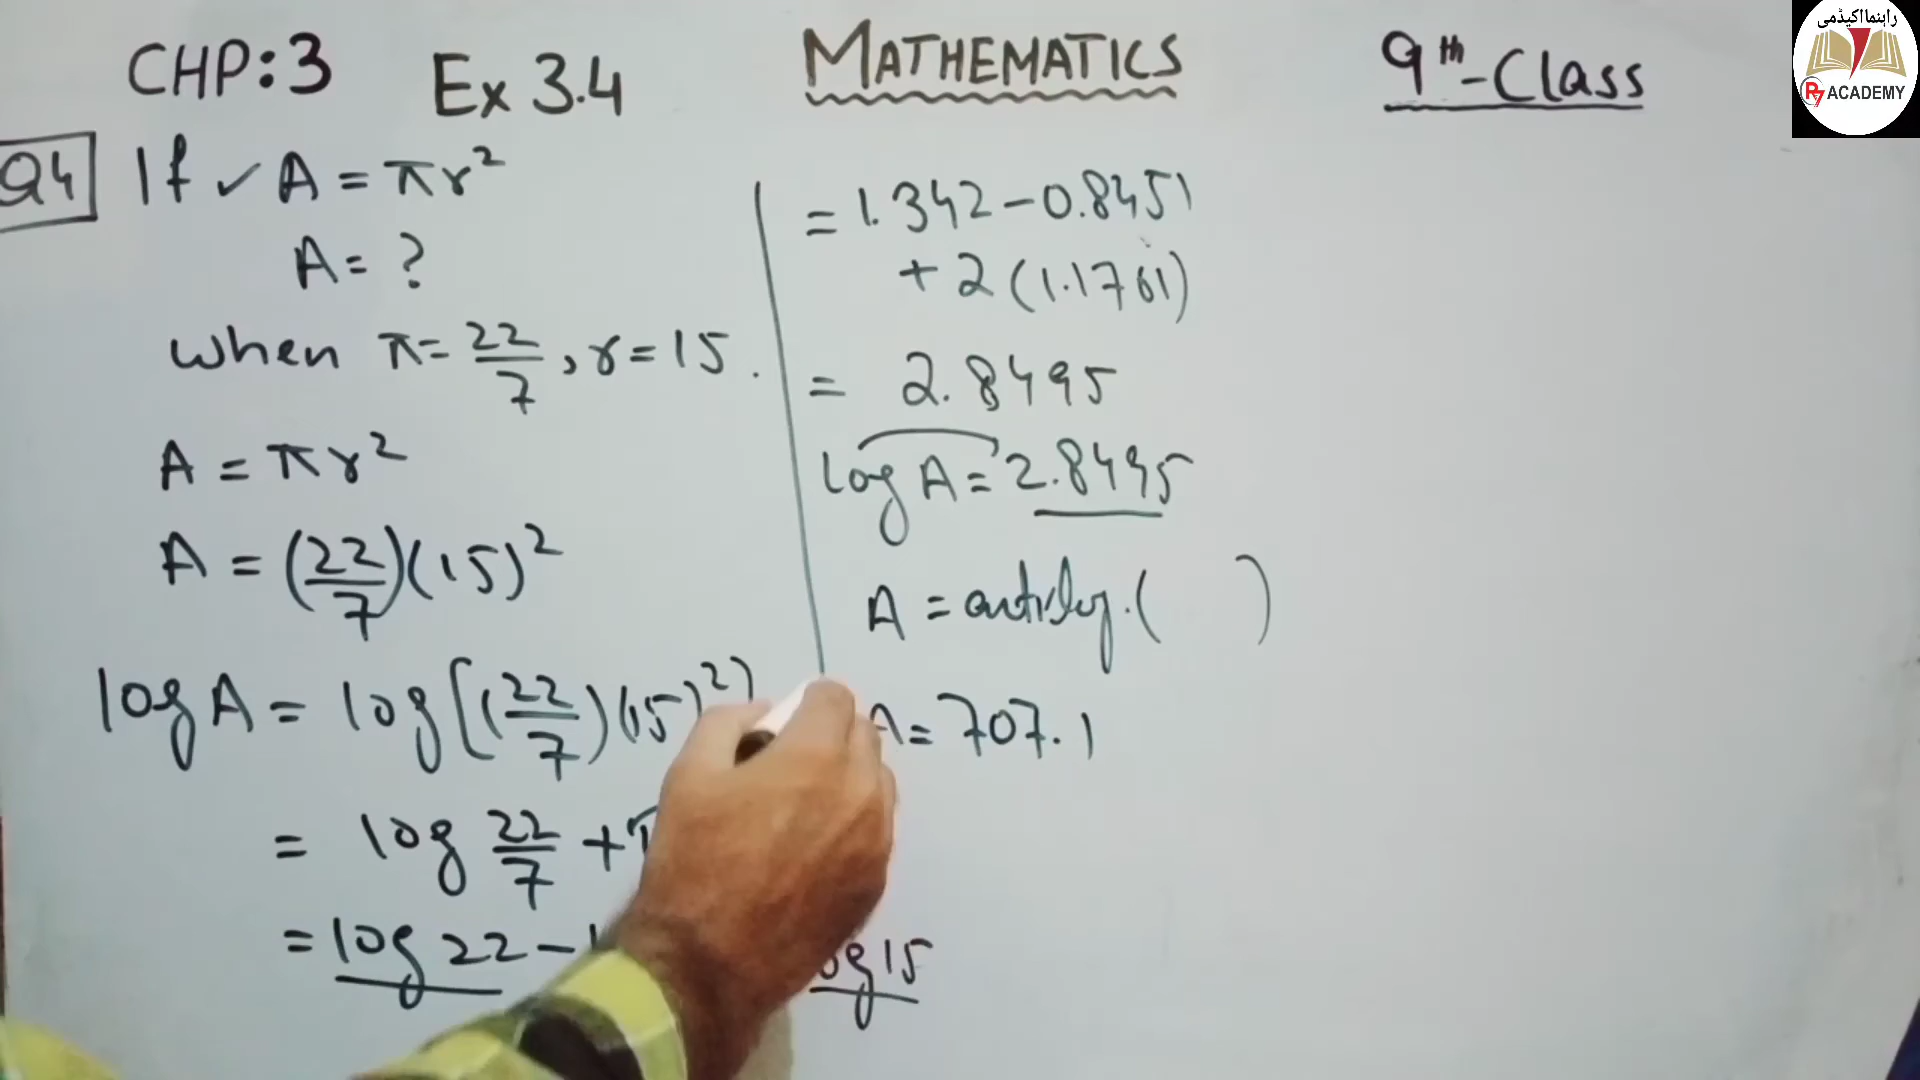 CHP:3 Ex 3.4 MATHEMATICS 9th-Class
راہنما اکیڈمی
R7 ACADEMY
Q4 If ✓ A = πr²
A = ?
when π = 22/7, r = 15.
A = πr²
A = (22/7)(15)²
log A = log[(22/7)(15)²]
= log 22/7 +
= log 22 -
log 15
= 1.342 - 0.8451
+ 2(1.1761)
= 2.8495
log A = 2.8495
A = antilog.( )
A = 707.1